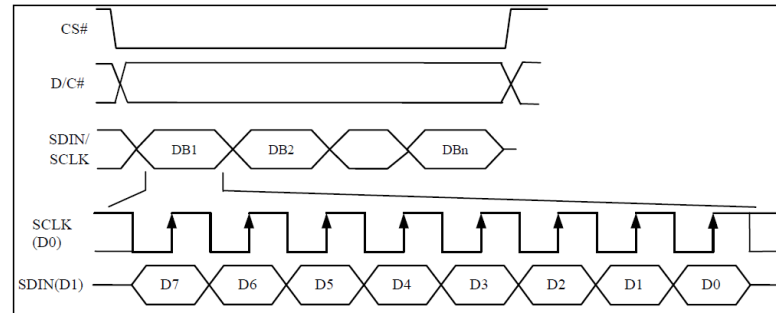 CS#
D/C#
SDIN/
SCLK
DB1 DB2 DBn
SCLK
(D0)
SDIN(D1) D7 D6 D5 D4 D3 D2 D1 D0